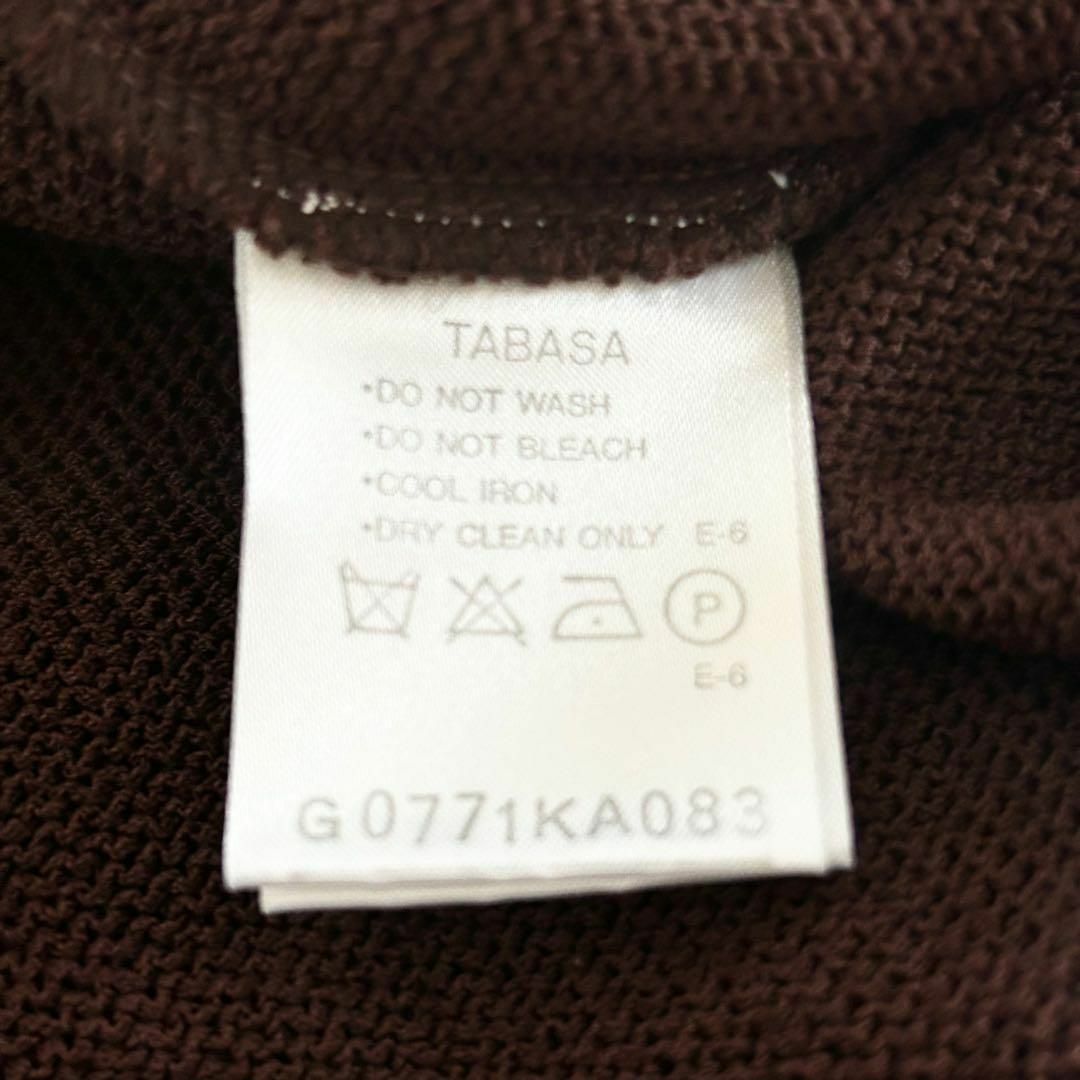 TABASA
•DO NOT WASH
•DO NOT BLEACH
•COOL IRON
•DRY CLEAN ONLY E-6
P
E-6
G0771KA083